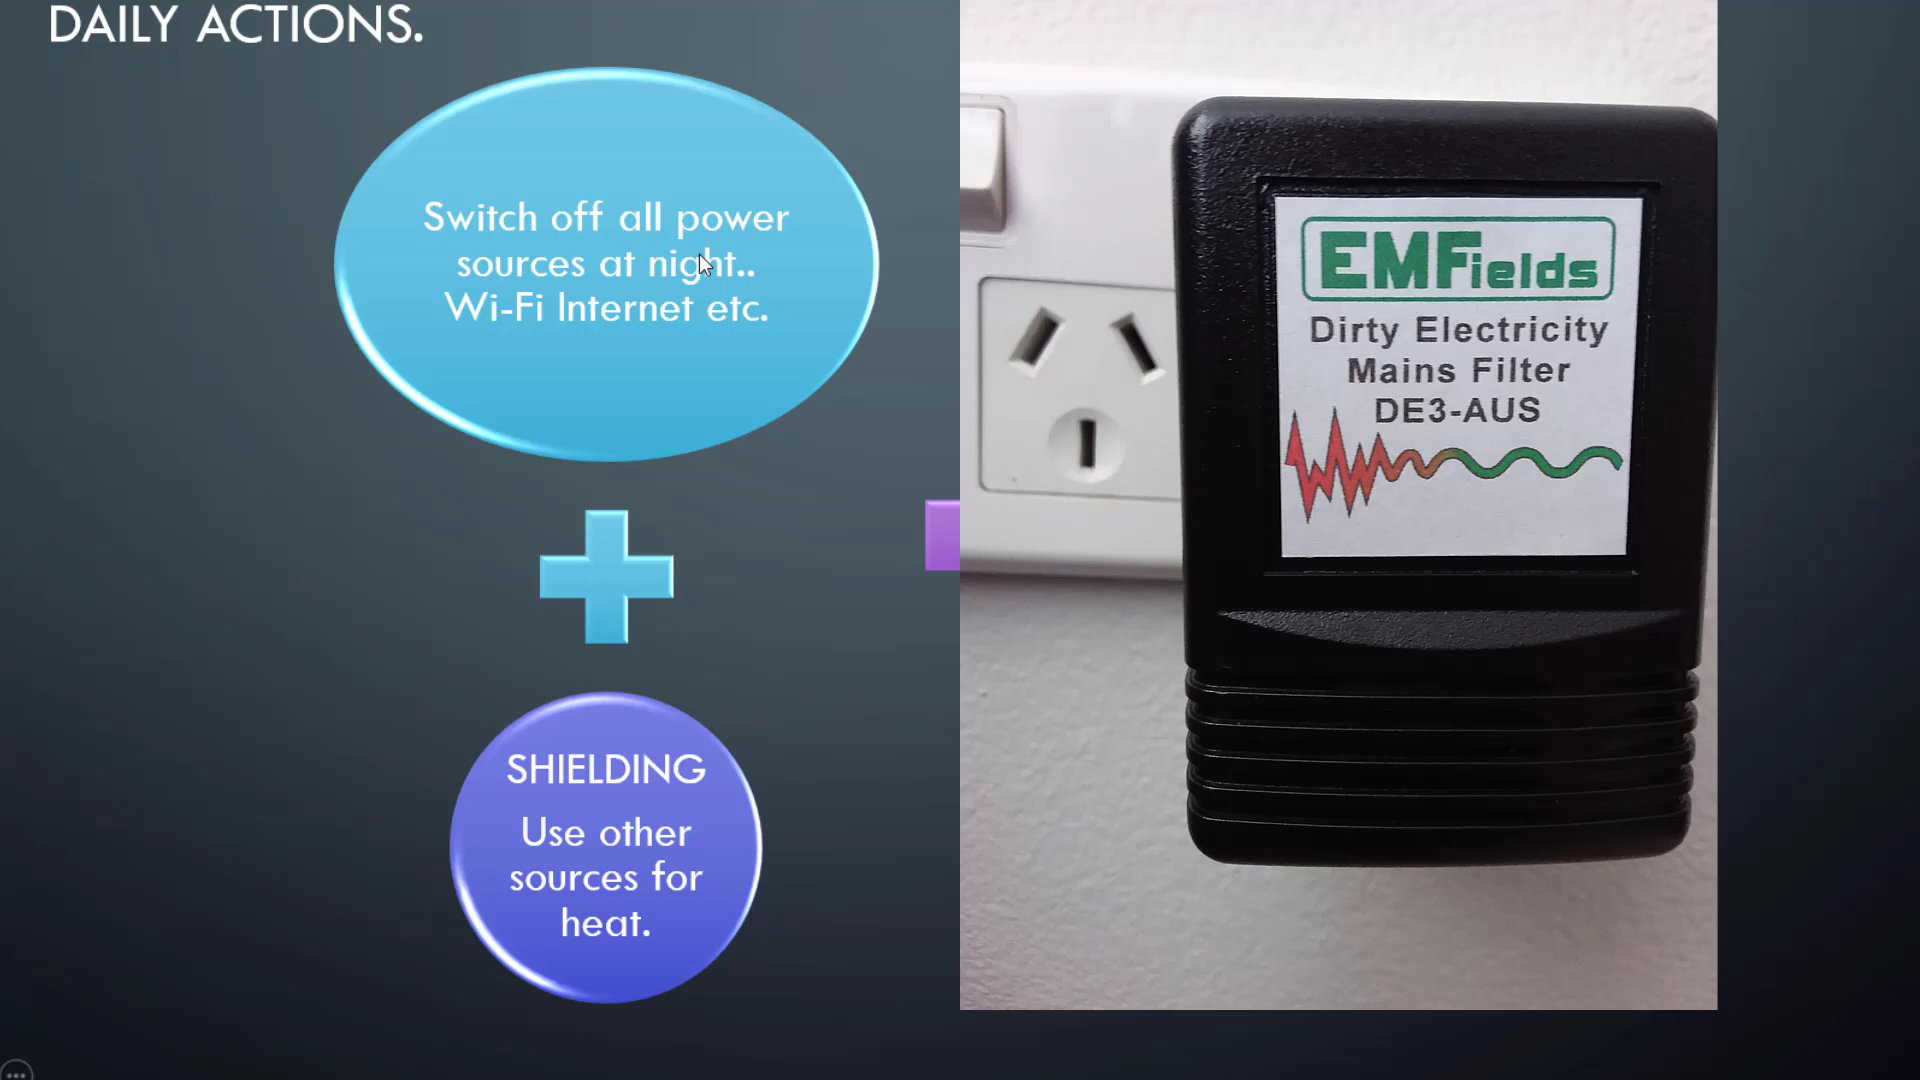 DAILY ACTIONS.
Switch off all power
sources at night..
Wi-Fi Internet etc.
SHIELDING
Use other
sources for
heat.
EMFields
Dirty Electricity
Mains Filter
DE3-AUS